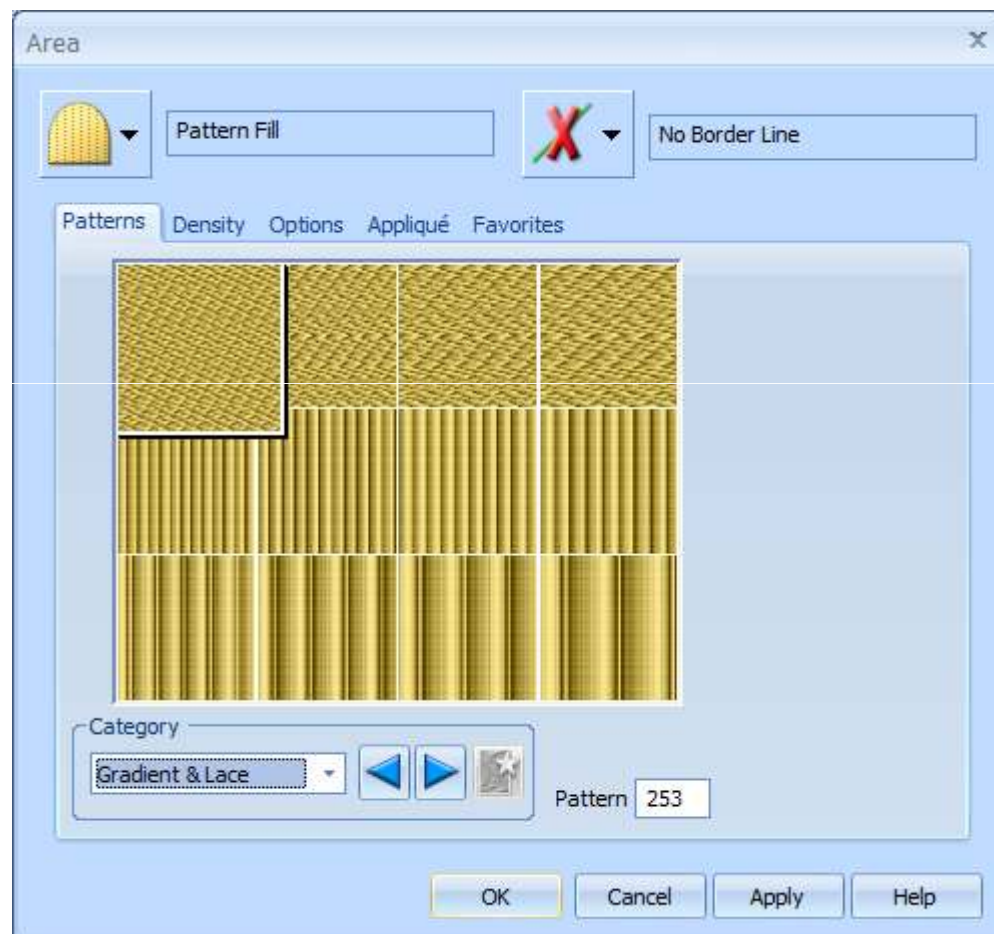 Area
Pattern Fill
No Border Line
Patterns Density Options Appliqué Favorites
Category
Gradient & Lace
Pattern 253
OK Cancel Apply Help